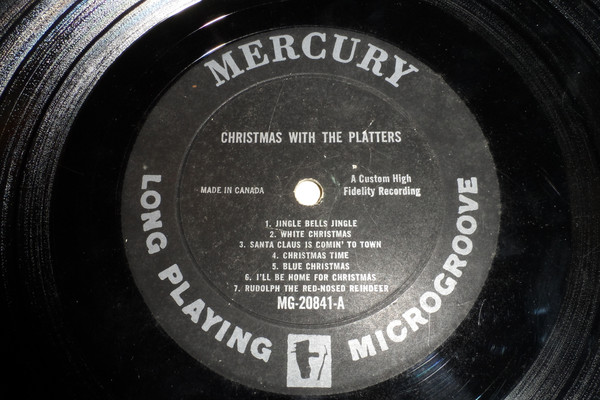 MERCURY
CHRISTMAS WITH THE PLATTERS
MADE IN CANADA
A Custom High
Fidelity Recording
1. JINGLE BELLS JINGLE
2. WHITE CHRISTMAS
3. SANTA CLAUS IS COMIN' TO TOWN
4. CHRISTMAS TIME
5. BLUE CHRISTMAS
6. I'LL BE HOME FOR CHRISTMAS
7. RUDOLPH THE RED-NOSED REINDEER
MG-20841-A
LONG PLAYING
MICROGROOVE